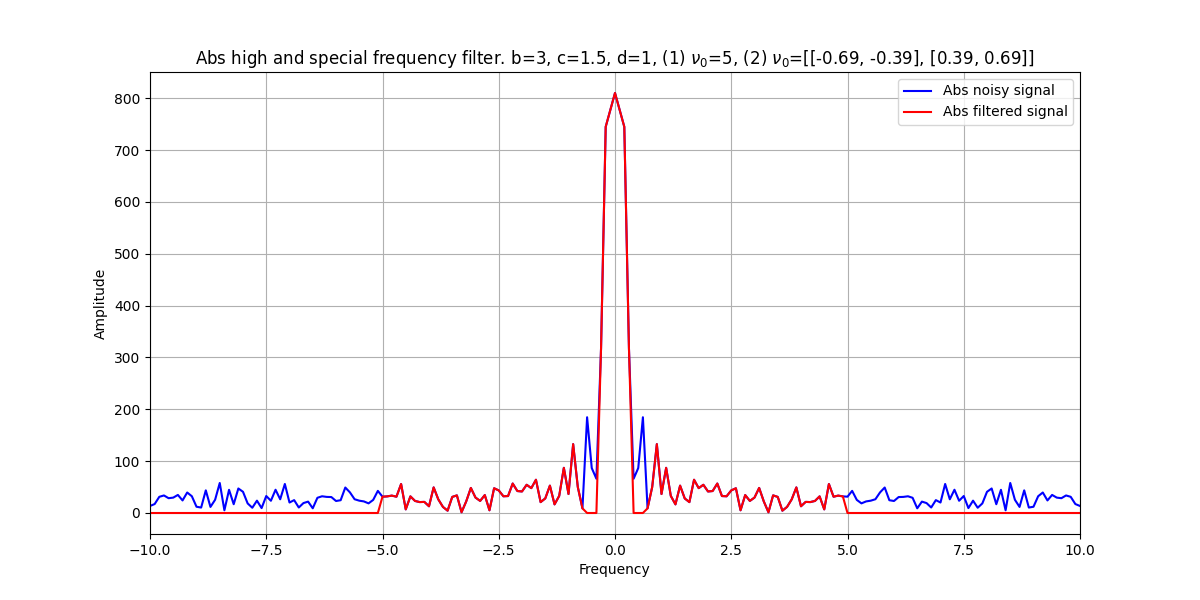 Abs high and special frequency filter. b=3, c=1.5, d=1, (1) ν₀=5, (2) ν₀=[[-0.69, -0.39], [0.39, 0.69]]
Abs noisy signal
Abs filtered signal
800
700
600
500
400
300
200
100
0
Amplitude
−10.0 −7.5 −5.0 −2.5 0.0 2.5 5.0 7.5 10.0
Frequency